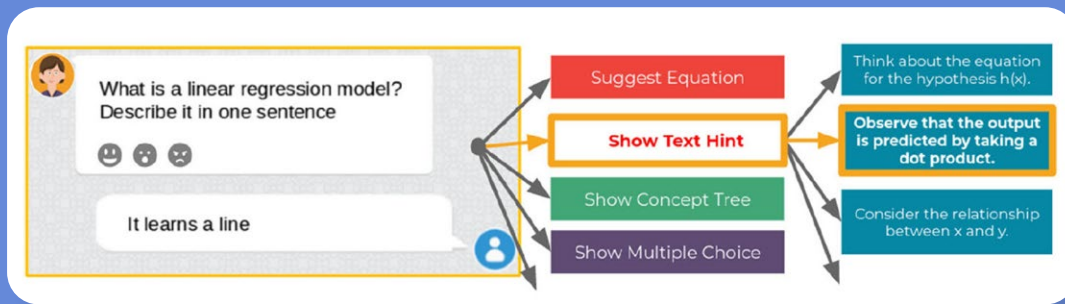 What is a linear regression model?
Describe it in one sentence
It learns a line
Suggest Equation
Show Text Hint
Show Concept Tree
Show Multiple Choice
Think about the equation
for the hypothesis h(x).
Observe that the output
is predicted by taking a
dot product.
Consider the relationship
between x and y.